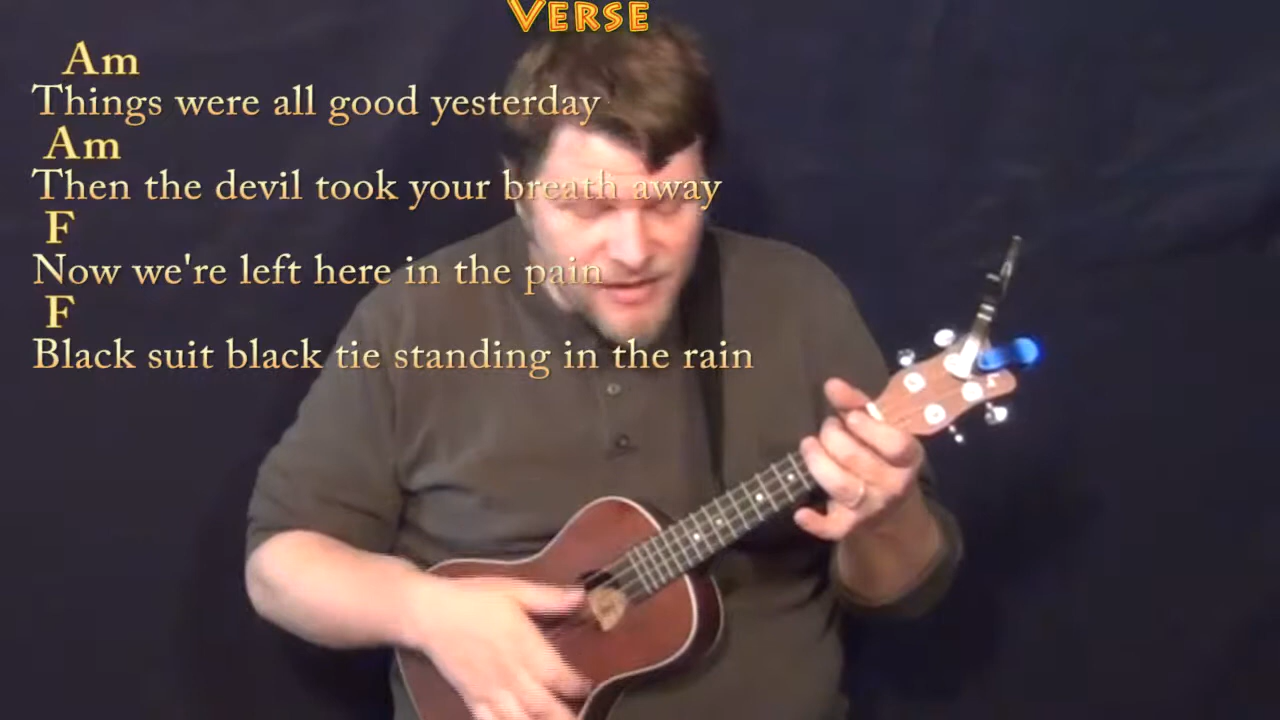 VERSE
Am
Things were all good yesterday
Am
Then the devil took your breath away
F
Now we're left here in the pain
F
Black suit black tie standing in the rain